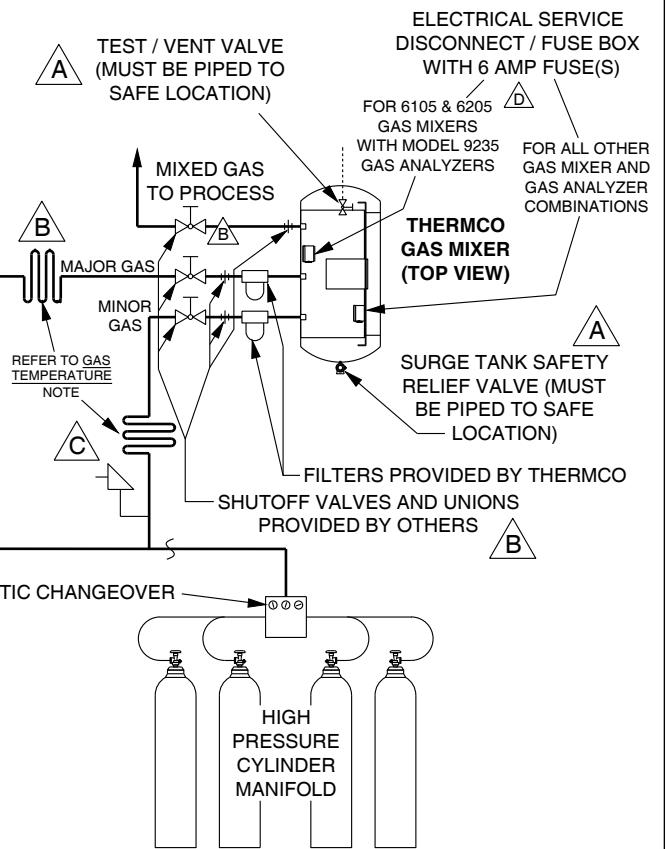 ELECTRICAL SERVICE
DISCONNECT / FUSE BOX
WITH 6 AMP FUSE(S)
A
TEST / VENT VALVE
(MUST BE PIPED TO
SAFE LOCATION)
D
FOR 6105 & 6205
GAS MIXERS
WITH MODEL 9235
GAS ANALYZERS
FOR ALL OTHER
GAS MIXER AND
GAS ANALYZER
COMBINATIONS
MIXED GAS
TO PROCESS
B
B
THERMCO
GAS MIXER
(TOP VIEW)
MAJOR GAS
MINOR
GAS
REFER TO GAS
TEMPERATURE
NOTE
A
SURGE TANK SAFETY
RELIEF VALVE (MUST
BE PIPED TO SAFE
LOCATION)
C
FILTERS PROVIDED BY THERMCO
SHUTOFF VALVES AND UNIONS
PROVIDED BY OTHERS
B
TIC CHANGEOVER
HIGH
PRESSURE
CYLINDER
MANIFOLD